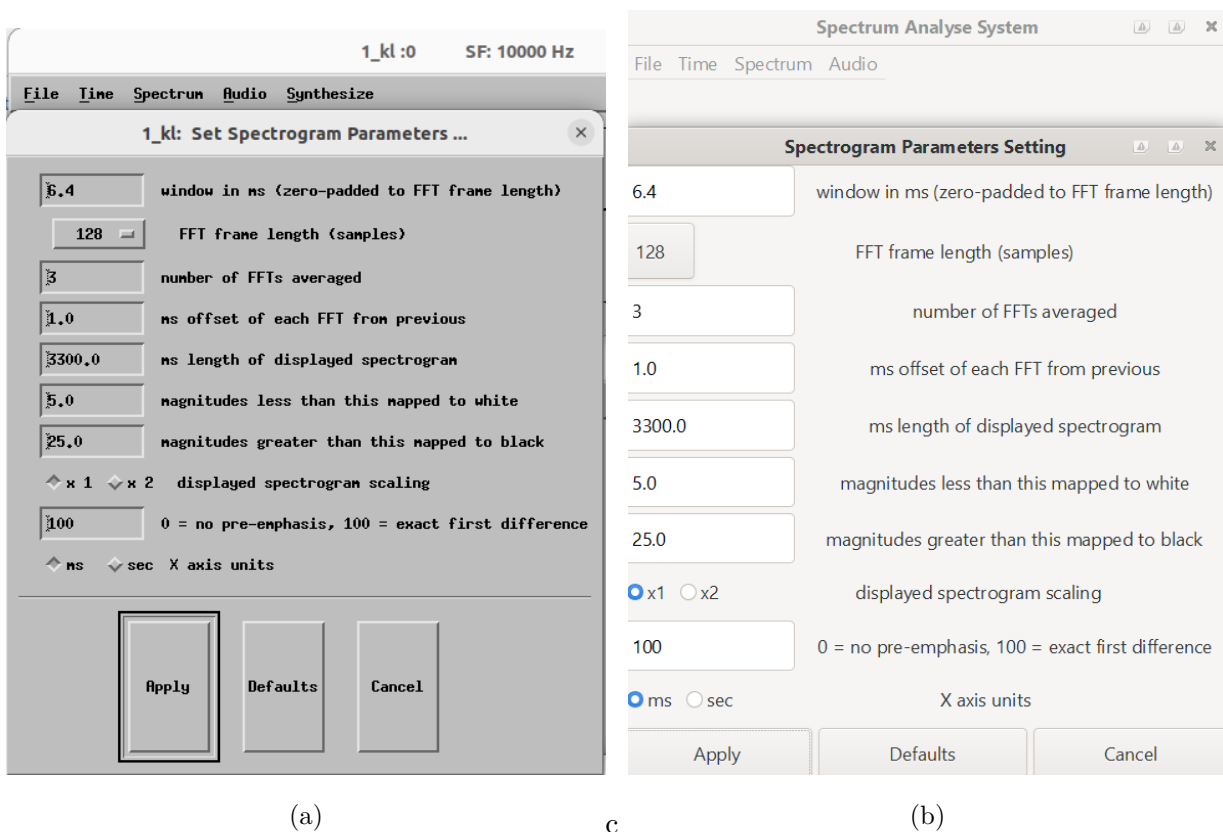 1_kl :0 SF: 10000 Hz
File Time Spectrum Audio Synthesize
1_kl: Set Spectrogram Parameters ...
6.4 window in ms (zero-padded to FFT frame length)
128 FFT frame length (samples)
3 number of FFTs averaged
1.0 ms offset of each FFT from previous
3300.0 ms length of displayed spectrogram
5.0 magnitudes less than this mapped to white
25.0 magnitudes greater than this mapped to black
x 1 x 2 displayed spectrogram scaling
100 0 = no pre-emphasis, 100 = exact first difference
ms sec X axis units
Apply Defaults Cancel
(a)
c
Spectrum Analyse System
File Time Spectrum Audio
Spectrogram Parameters Setting
6.4 window in ms (zero-padded to FFT frame length)
128 FFT frame length (samples)
3 number of FFTs averaged
1.0 ms offset of each FFT from previous
3300.0 ms length of displayed spectrogram
5.0 magnitudes less than this mapped to white
25.0 magnitudes greater than this mapped to black
x1 x2 displayed spectrogram scaling
100 0 = no pre-emphasis, 100 = exact first difference
ms sec X axis units
Apply Defaults Cancel
(b)